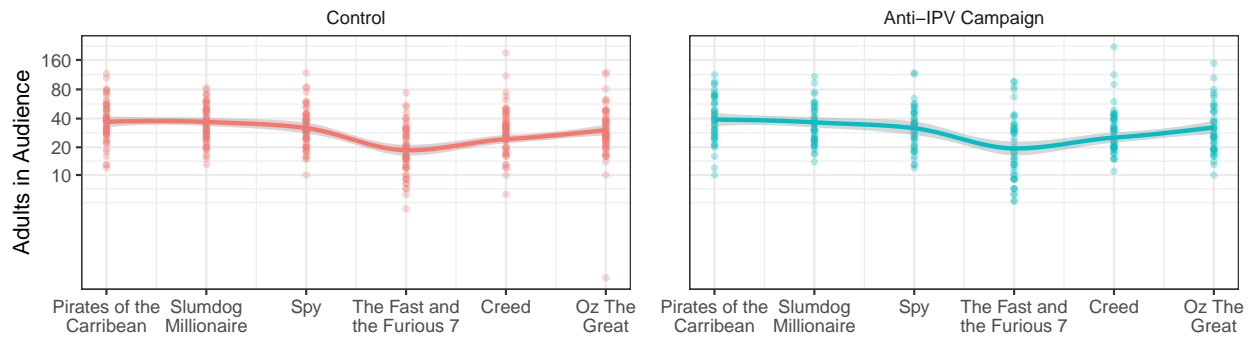 Control
Anti−IPV Campaign
Adults in Audience
160
80
40
20
10
Pirates of the
Carribean
Slumdog
Millionaire
Spy
The Fast and
the Furious 7
Creed
Oz The
Great
Pirates of the
Carribean
Slumdog
Millionaire
Spy
The Fast and
the Furious 7
Creed
Oz The
Great